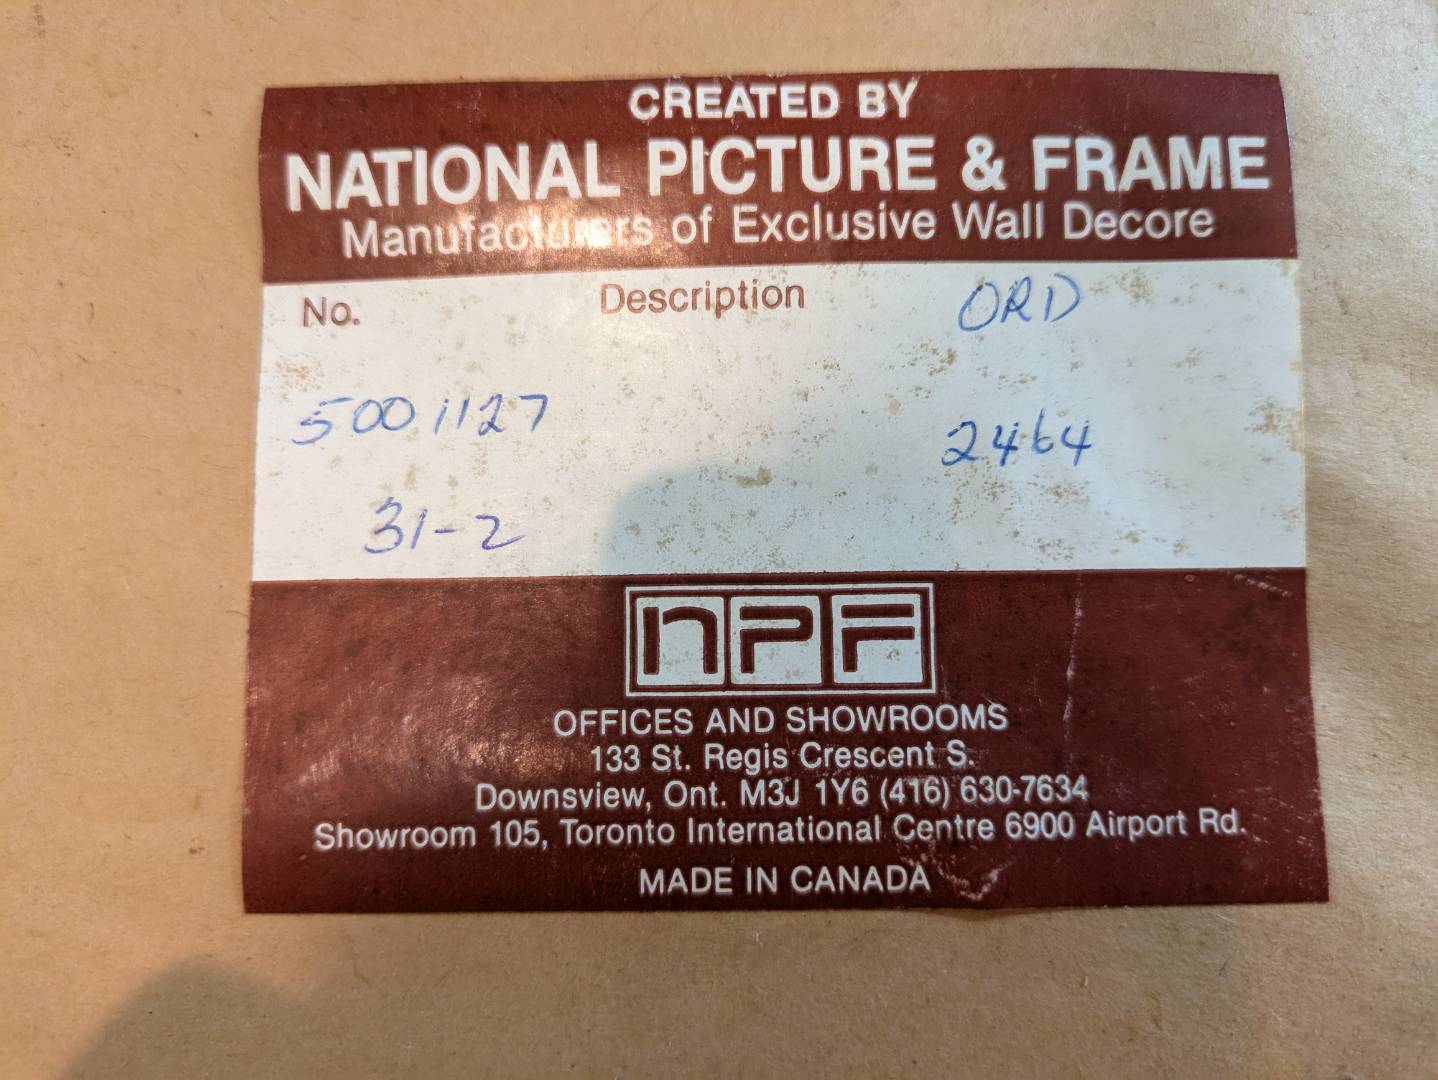 CREATED BY
NATIONAL PICTURE & FRAME
Manufacturers of Exclusive Wall Decore
No. Description ORD
5001127 2464
31-2
nPF
OFFICES AND SHOWROOMS
133 St. Regis Crescent S.
Downsview, Ont. M3J 1Y6 (416) 630-7634
Showroom 105, Toronto International Centre 6900 Airport Rd.
MADE IN CANADA